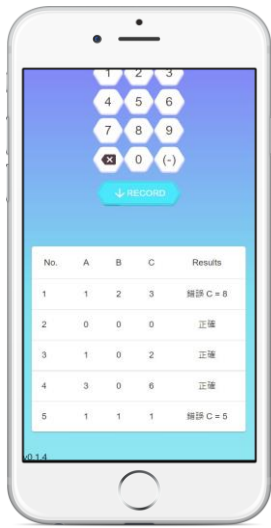 1 2 3
4 5 6
7 8 9
0 (-)
RECORD
No. A B C Results
1 1 2 3 錯誤 C = 8
2 0 0 0 正確
3 1 0 2 正確
4 3 0 6 正確
5 1 1 1 錯誤 C = 5
v0.1.4